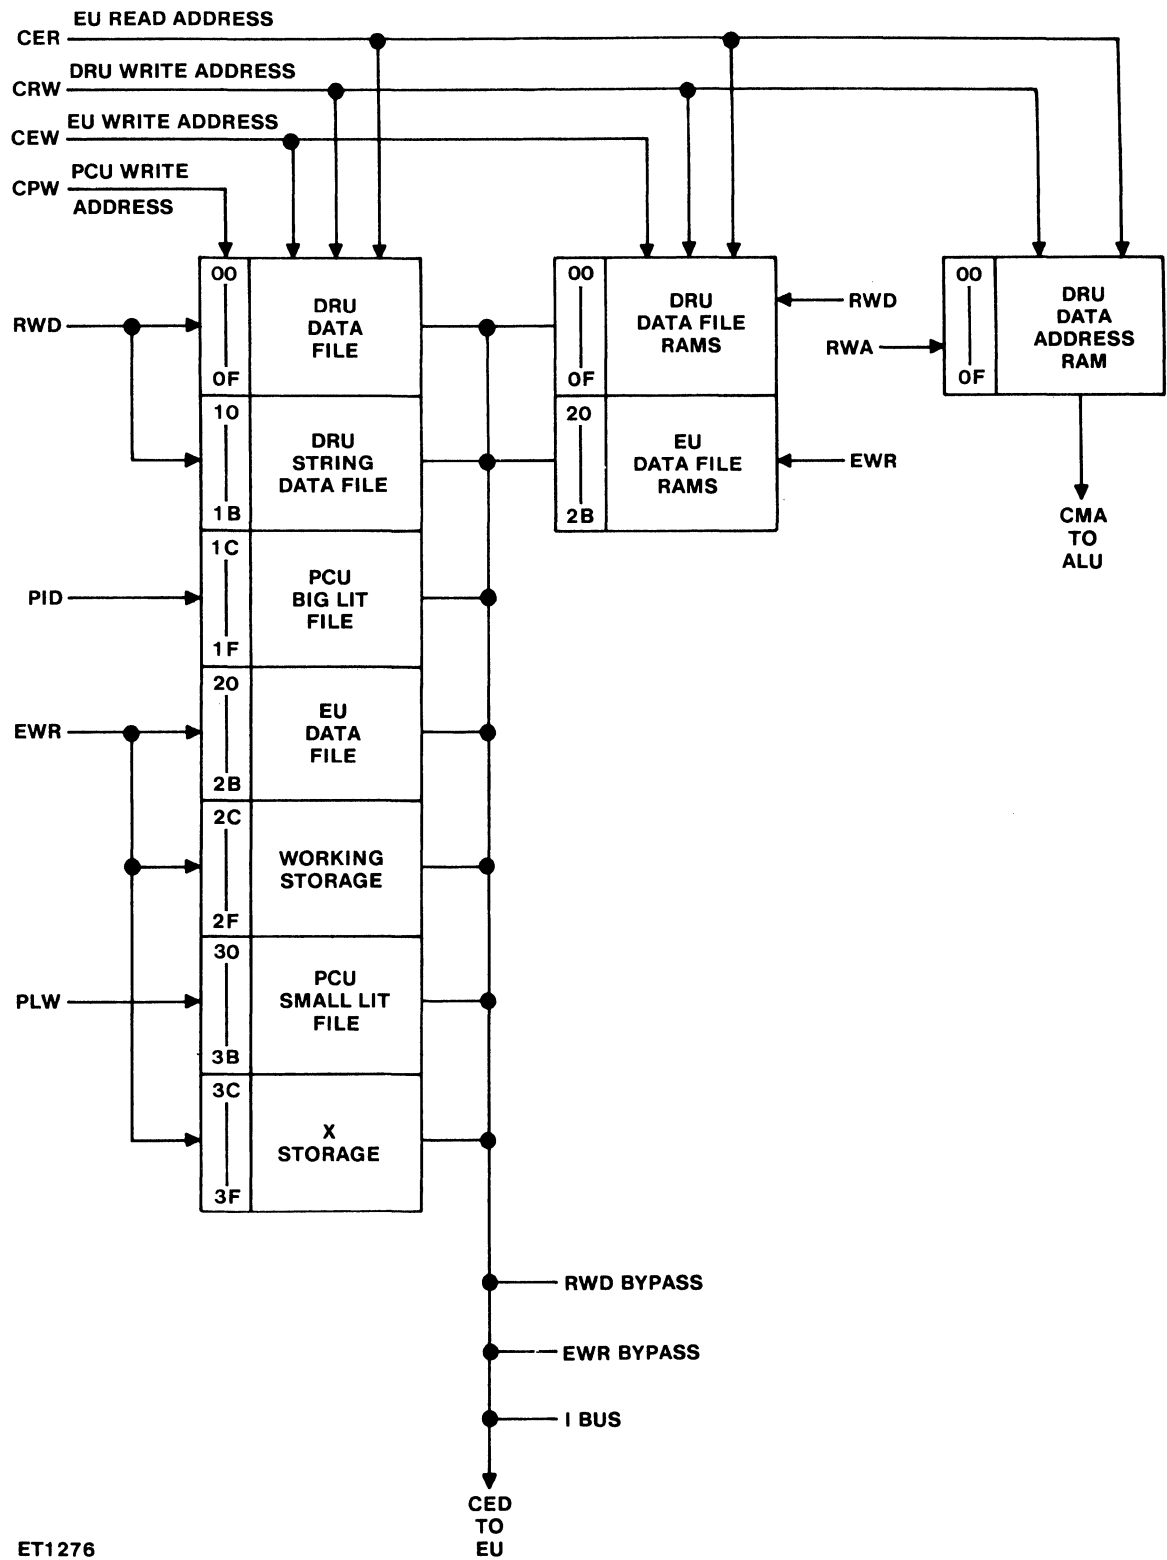 EU READ ADDRESS
CER
DRU WRITE ADDRESS
CRW
EU WRITE ADDRESS
CEW
PCU WRITE
CPW
ADDRESS
RWD
00
0F
DRU
DATA
FILE
10
1B
DRU
STRING
DATA FILE
PID
1C
1F
PCU
BIG LIT
FILE
EWR
20
2B
EU
DATA
FILE
2C
2F
WORKING
STORAGE
PLW
30
3B
PCU
SMALL LIT
FILE
3C
3F
X
STORAGE
00
0F
DRU
DATA FILE
RAMS
RWD
20
2B
EU
DATA FILE
RAMS
EWR
RWA
00
0F
DRU
DATA
ADDRESS
RAM
CMA
TO
ALU
RWD BYPASS
EWR BYPASS
I BUS
CED
TO
EU
ET1276